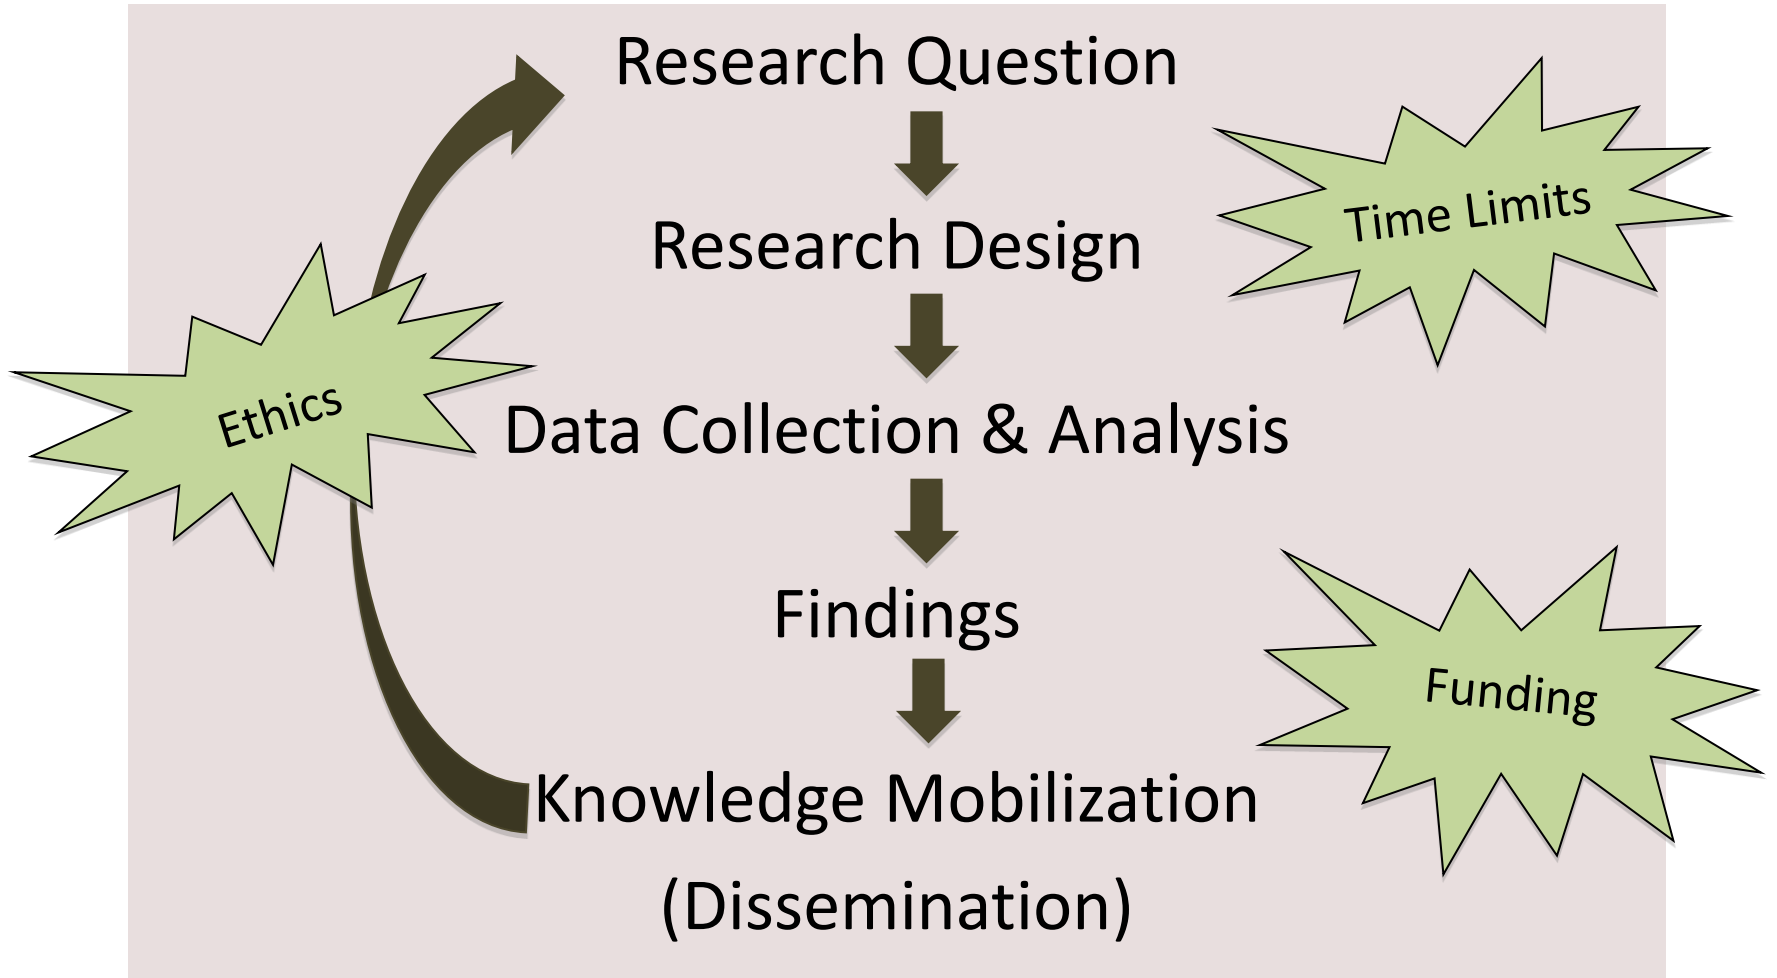 Research Question
Time Limits
Research Design
Ethics
Data Collection & Analysis
Findings
Funding
Knowledge Mobilization
(Dissemination)